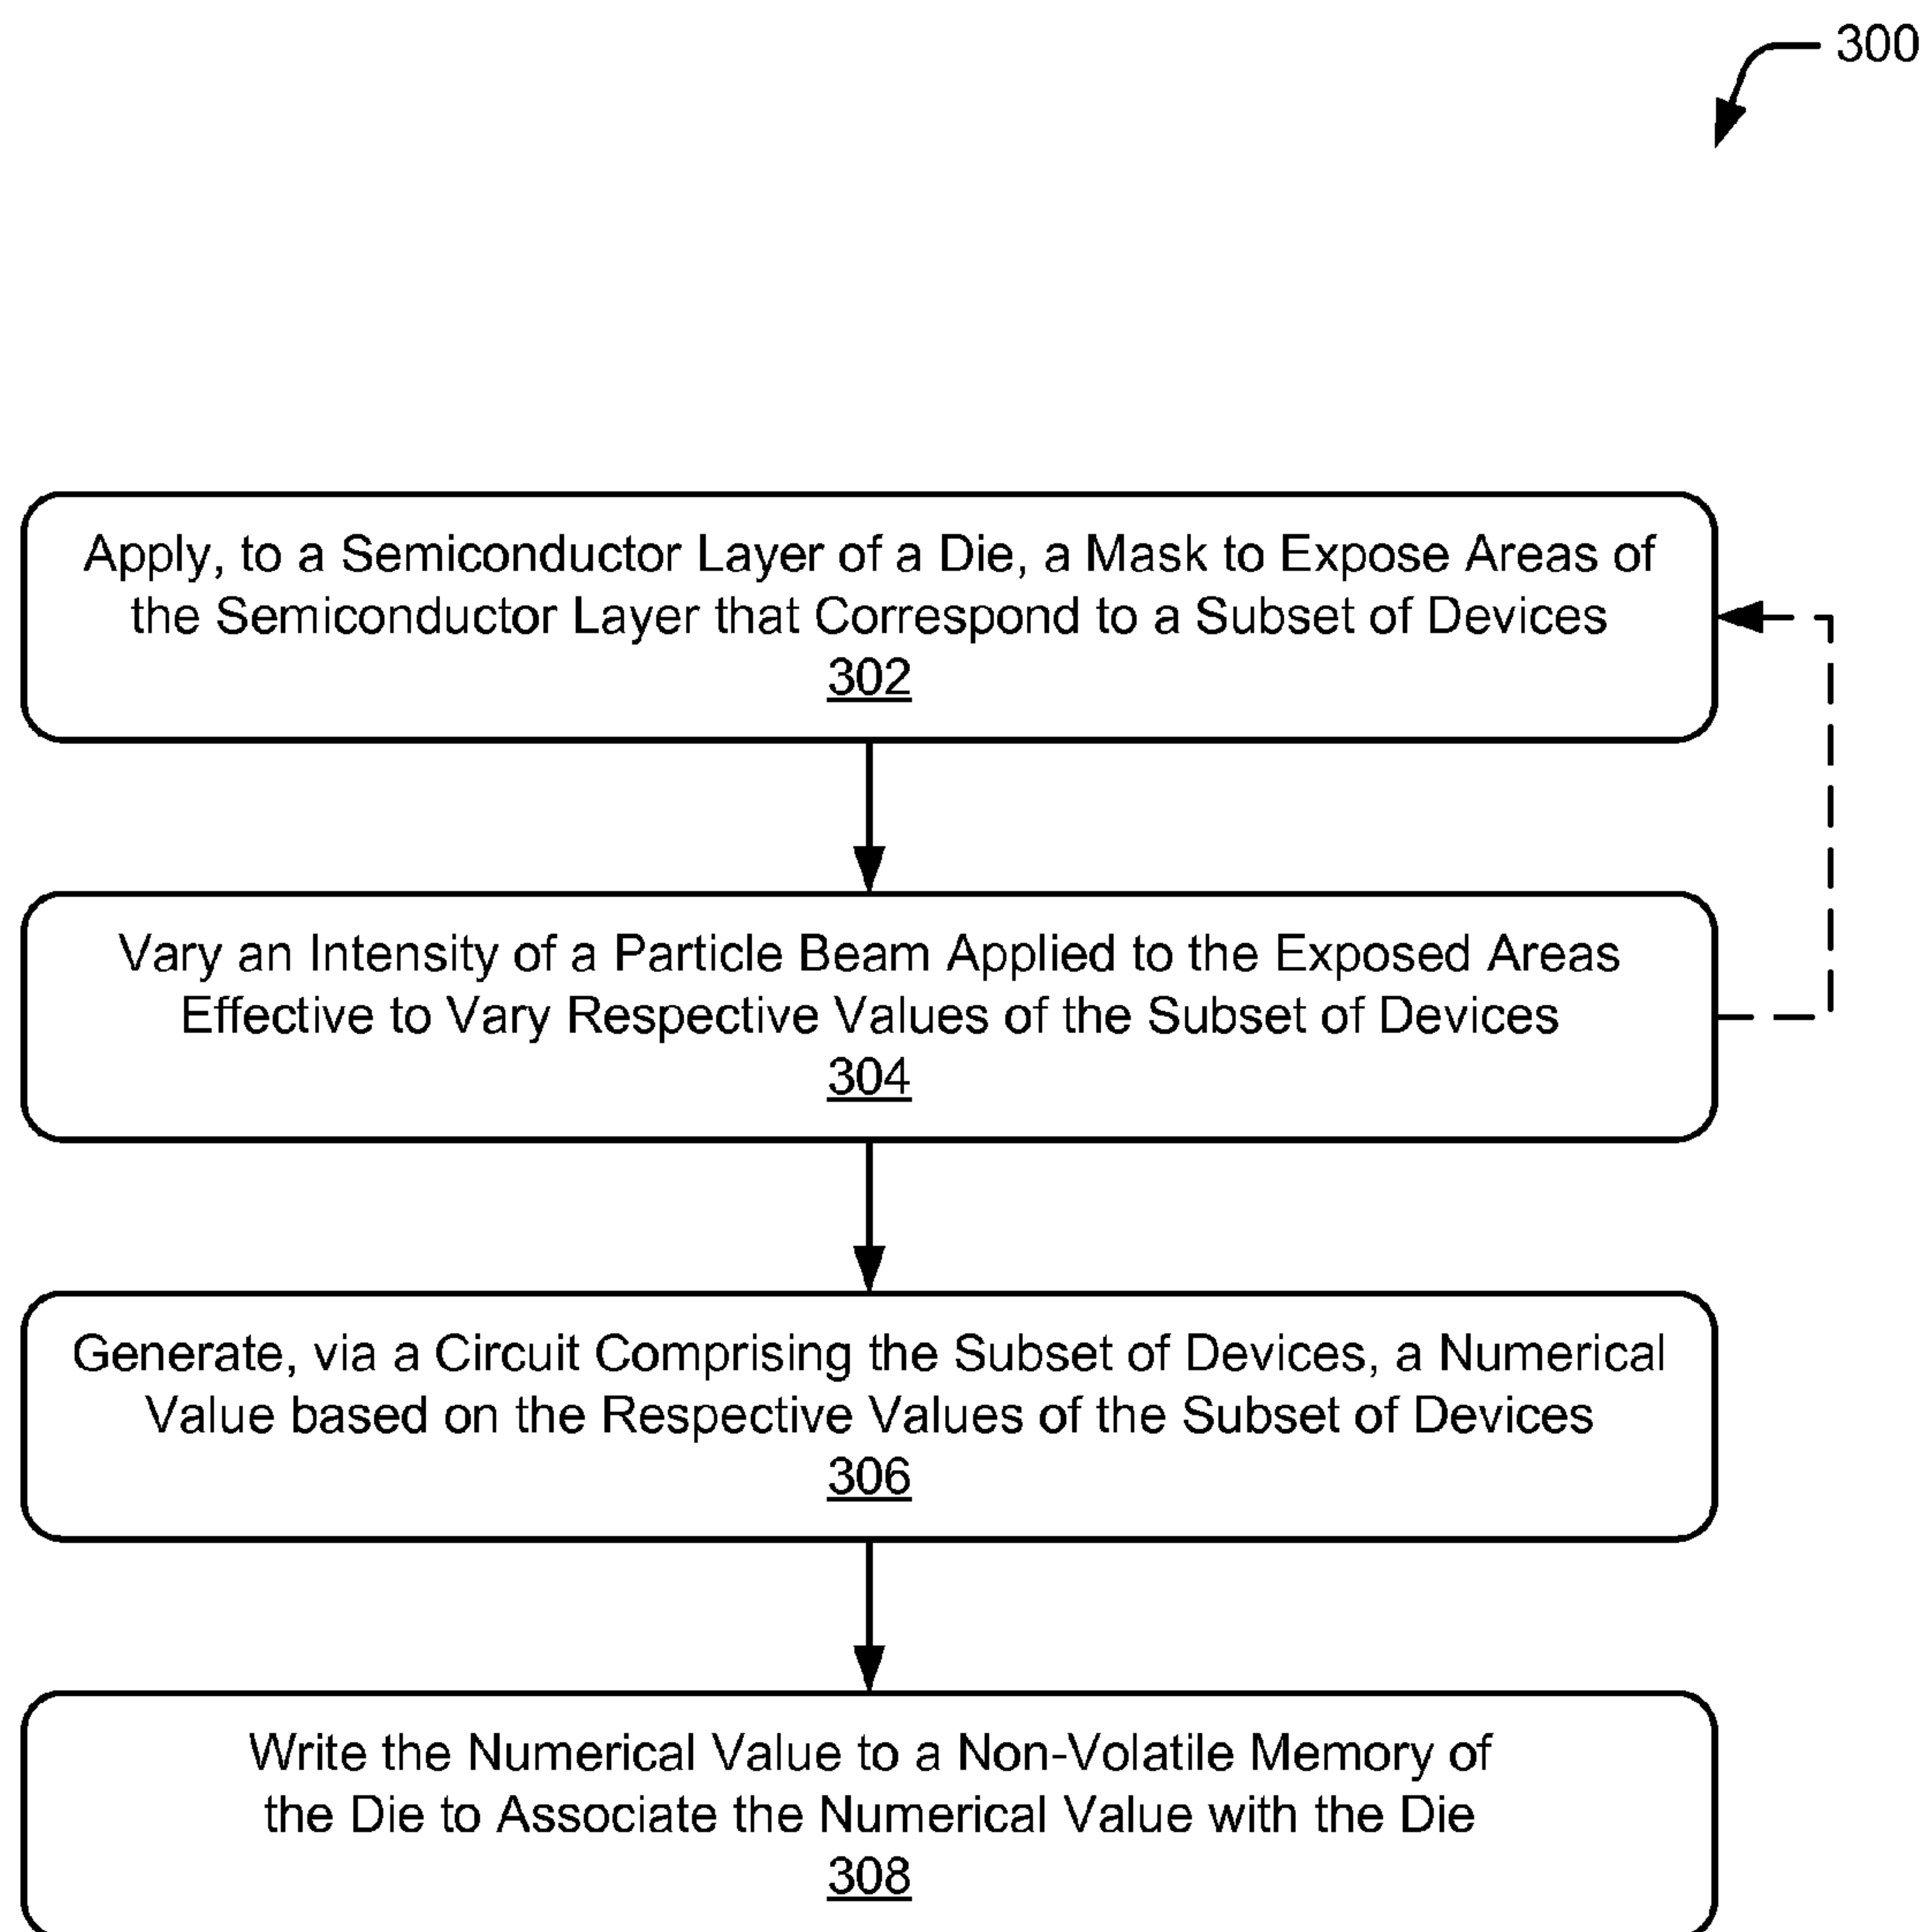 300
Apply, to a Semiconductor Layer of a Die, a Mask to Expose Areas of
the Semiconductor Layer that Correspond to a Subset of Devices
302
Vary an Intensity of a Particle Beam Applied to the Exposed Areas
Effective to Vary Respective Values of the Subset of Devices
304
Generate, via a Circuit Comprising the Subset of Devices, a Numerical
Value based on the Respective Values of the Subset of Devices
306
Write the Numerical Value to a Non-Volatile Memory of
the Die to Associate the Numerical Value with the Die
308